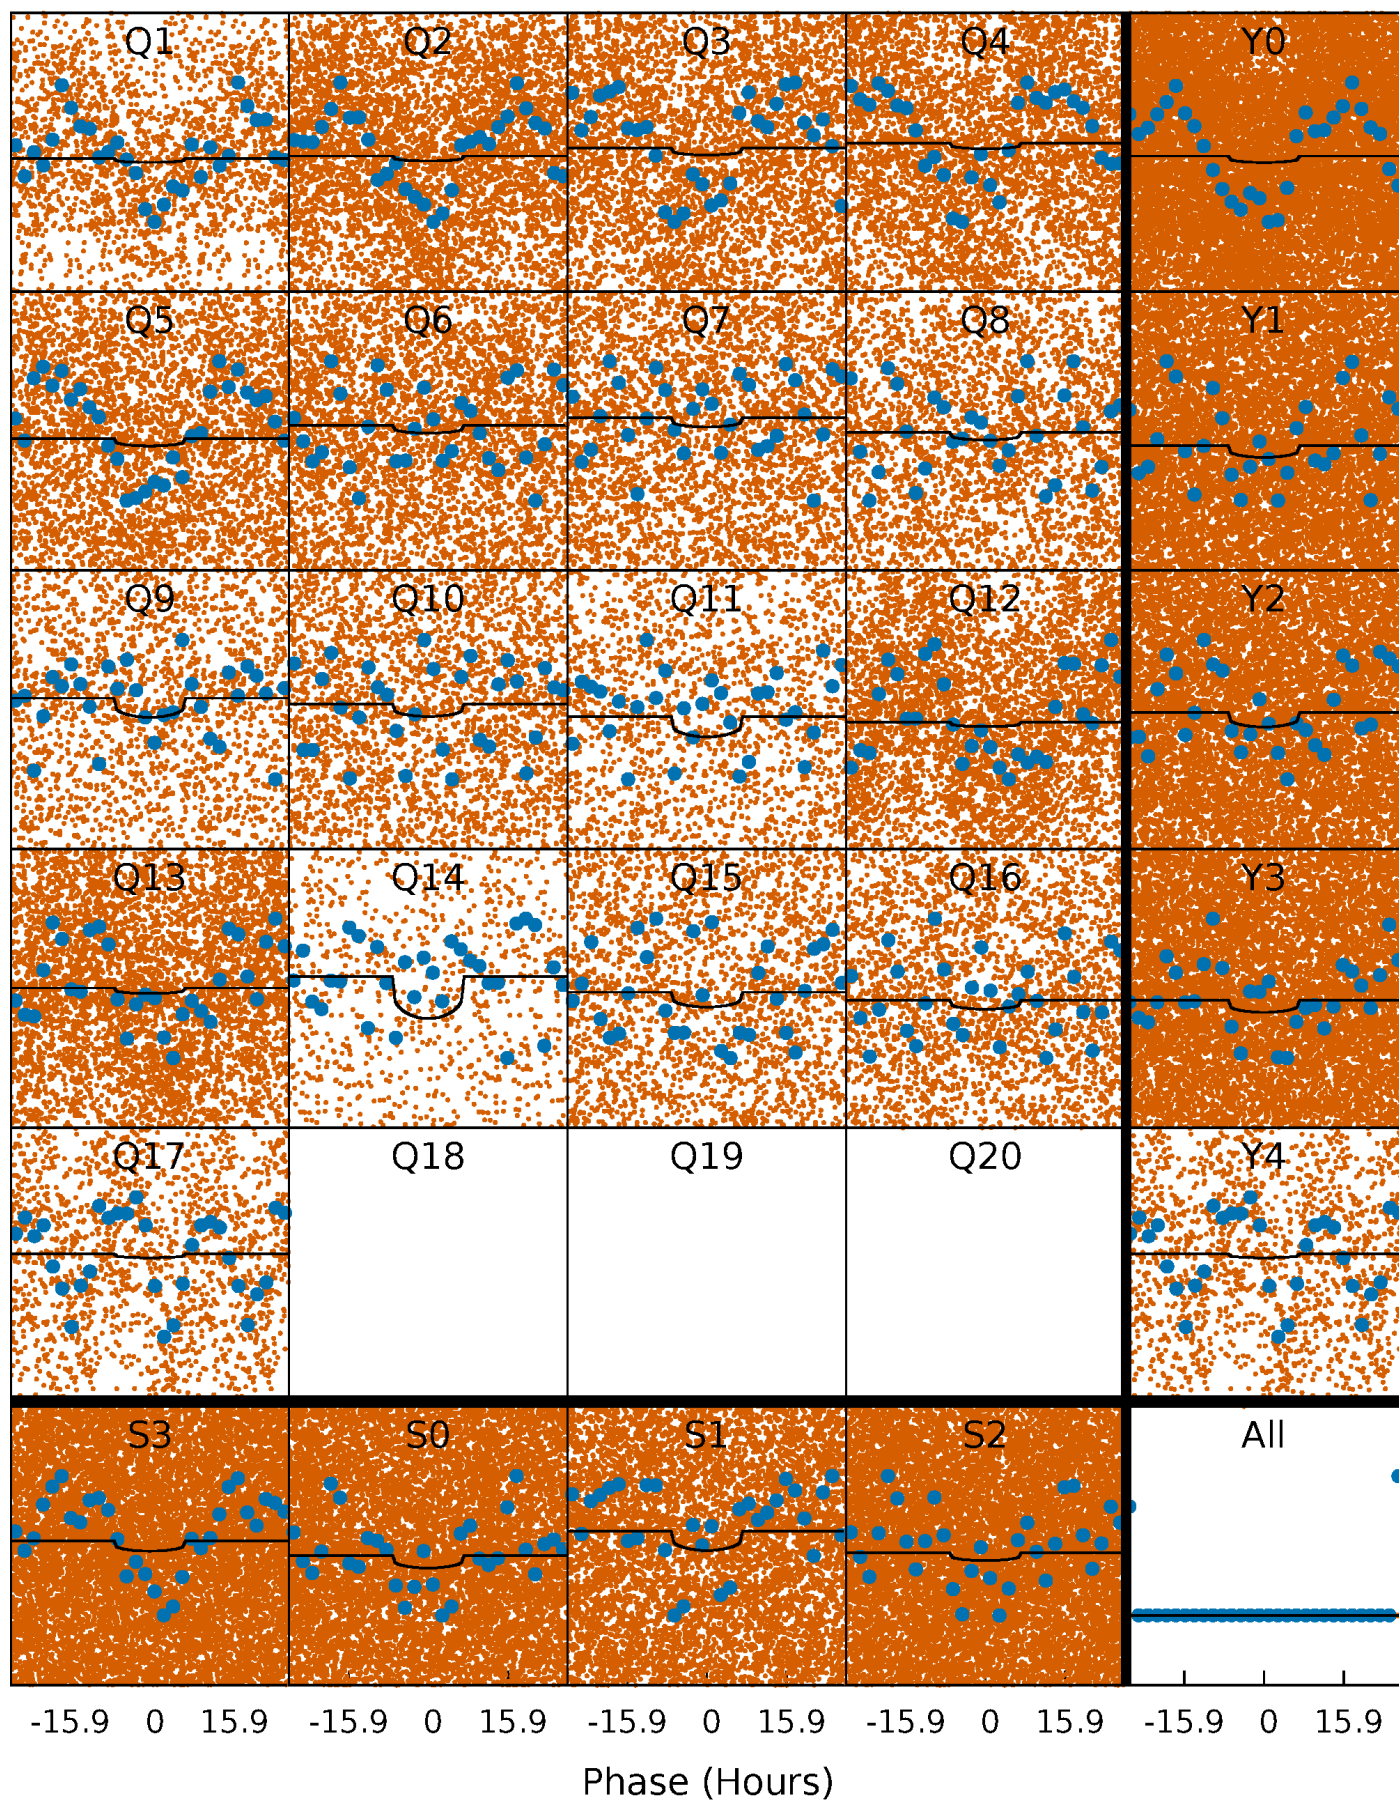 Q1 Q2 Q3 Q4 Y0
Q5 Q6 Q7 Q8 Y1
Q9 Q10 Q11 Q12 Y2
Q13 Q14 Q15 Q16 Y3
Q17 Q18 Q19 Q20 Y4
S3 S0 S1 S2 All
-15.9 0 15.9 -15.9 0 15.9 -15.9 0 15.9 -15.9 0 15.9 -15.9 0 15.9
Phase (Hours)